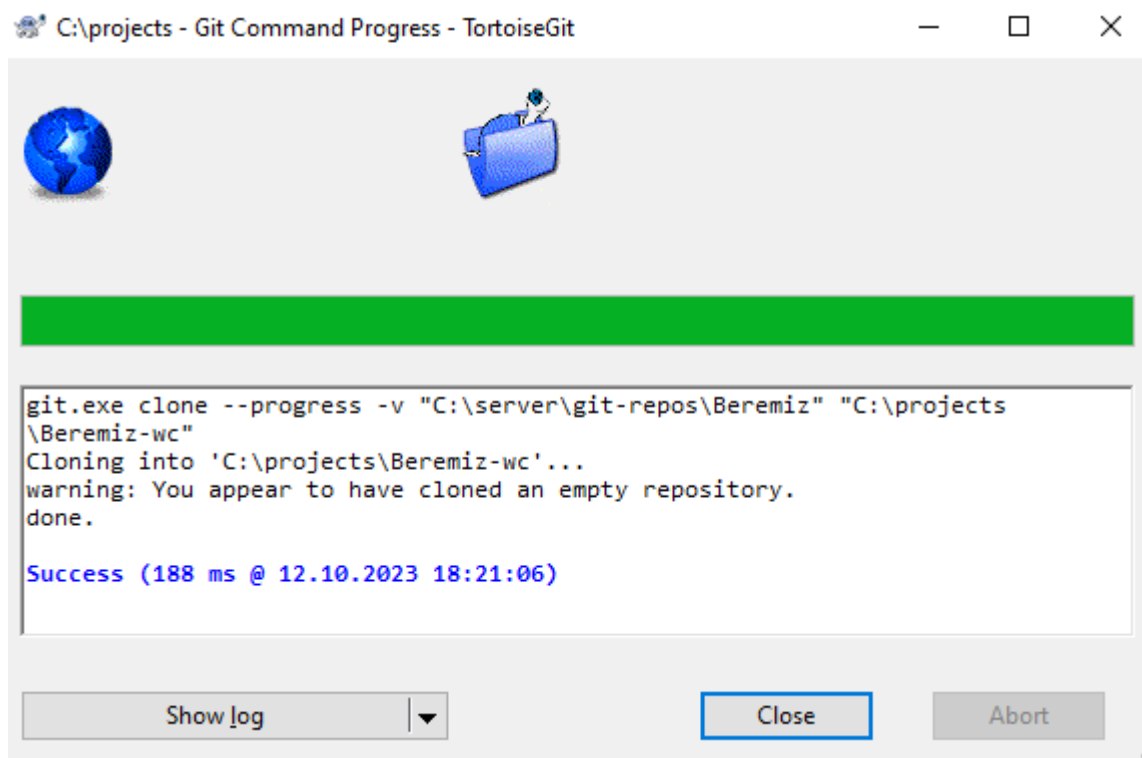 C:\projects - Git Command Progress - TortoiseGit
git.exe clone --progress -v "C:\server\git-repos\Beremiz" "C:\projects
\Beremiz-wc"
Cloning into 'C:\projects\Beremiz-wc'...
warning: You appear to have cloned an empty repository.
done.
Success (188 ms @ 12.10.2023 18:21:06)
Show log
Close
Abort